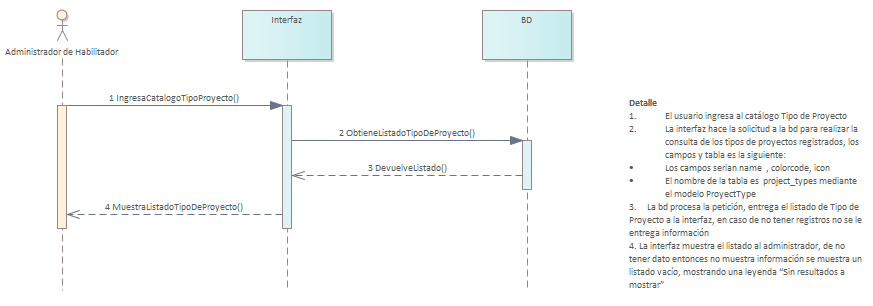 Interfaz
BD
Administrador de Habilitador
1 IngresaCatalogoTipoProyecto()
2 ObtieneListadoTipoDeProyecto()
3 DevuelveListado()
4 MuestraListadoTipoDeProyecto()
Detalle
1. El usuario ingresa al catálogo Tipo de Proyecto
2. La interfaz hace la solicitud a la bd para realizar la
consulta de los tipos de proyectos registrados, los
campos y tabla es la siguiente:
• Los campos serian name , colorcode, icon
• El nombre de la tabla es project_types mediante
el modelo ProyectType
3. La bd procesa la petición, entrega el listado de Tipo de
Proyecto a la interfaz, en caso de no tener registros no se le
entrega información
4. La interfaz muestra el listado al administrador, de no
tener dato entonces no muestra información se muestra un
listado vacío, mostrando una leyenda “Sin resultados a
mostrar”